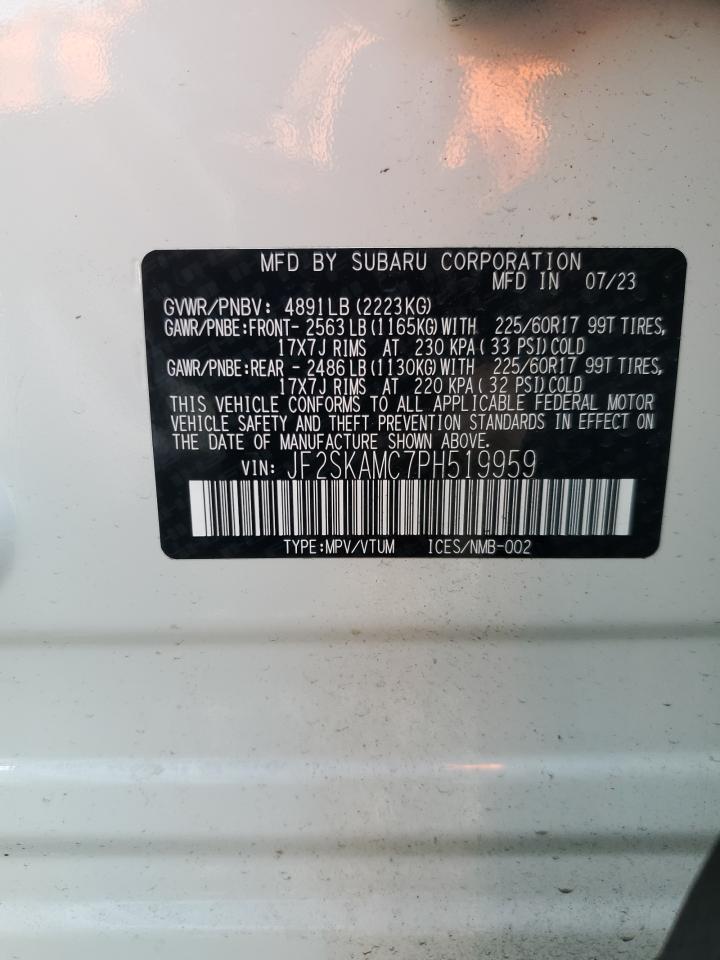 MFD BY SUBARU CORPORATION
MFD IN 07/23
GVWR/PNBV: 4891LB (2223KG)
GAWR/PNBE:FRONT- 2563 LB (1165KG) WITH 225/60R17 99T TIRES,
17X7J RIMS AT 230 KPA ( 33 PSI) COLD
GAWR/PNBE:REAR - 2486 LB (1130KG) WITH 225/60R17 99T TIRES,
17X7J RIMS AT 220 KPA ( 32 PSI) COLD
THIS VEHICLE CONFORMS TO ALL APPLICABLE FEDERAL MOTOR
VEHICLE SAFETY AND THEFT PREVENTION STANDARDS IN EFFECT ON
THE DATE OF MANUFACTURE SHOWN ABOVE.
VIN: JF2SKAMC7PH519959
TYPE:MPV/VTUM ICES/NMB-002